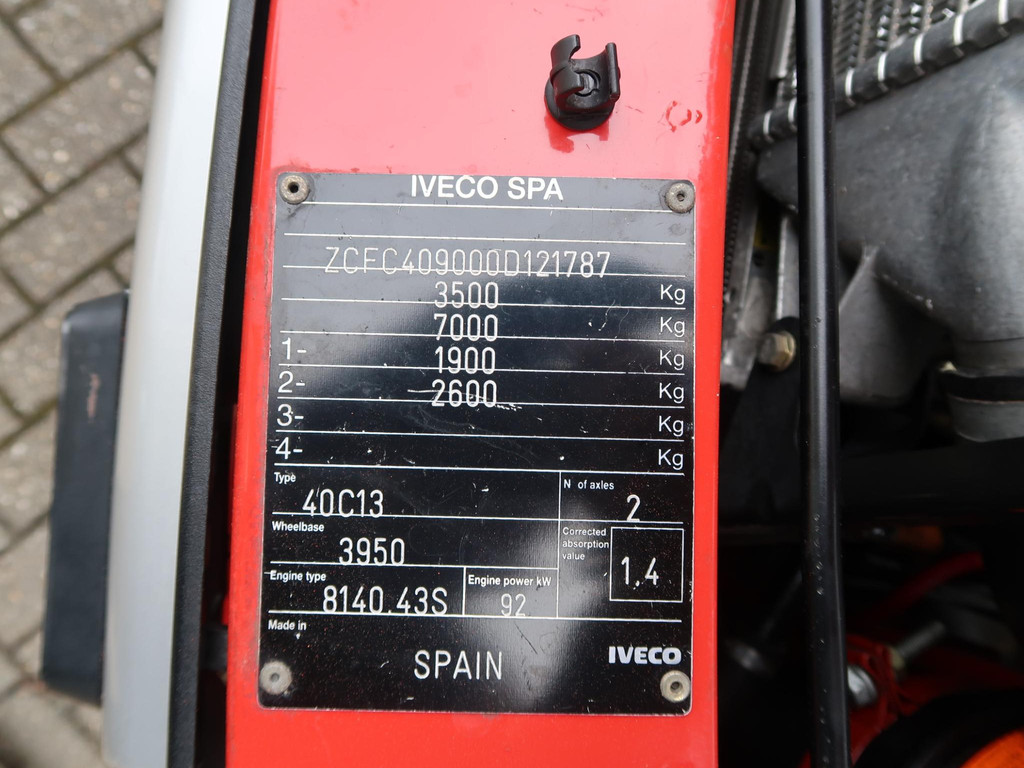 IVECO SPA
ZCFC409000D121787
3500 Kg
7000 Kg
1- 1900 Kg
2- 2600 Kg
3- Kg
4- Kg
Type 40C13
N of axles 2
Wheelbase 3950
Corrected absorption value 1,4
Engine type 8140.43S
Engine power kW 92
Made in SPAIN
IVECO